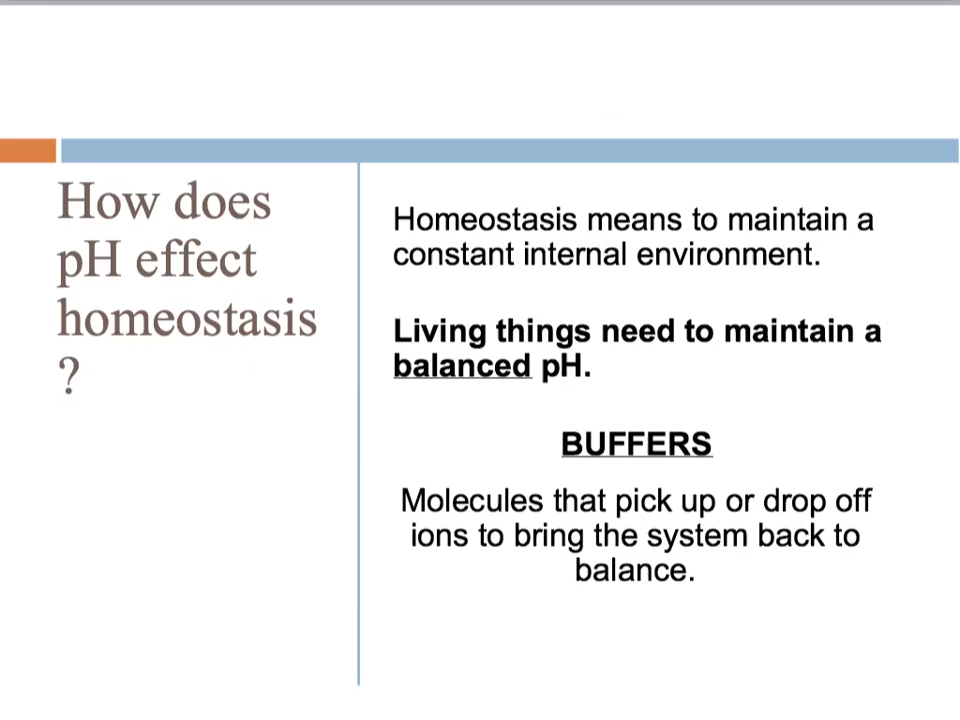 How does
pH effect
homeostasis
?
Homeostasis means to maintain a
constant internal environment.
Living things need to maintain a
balanced pH.
BUFFERS
Molecules that pick up or drop off
ions to bring the system back to
balance.